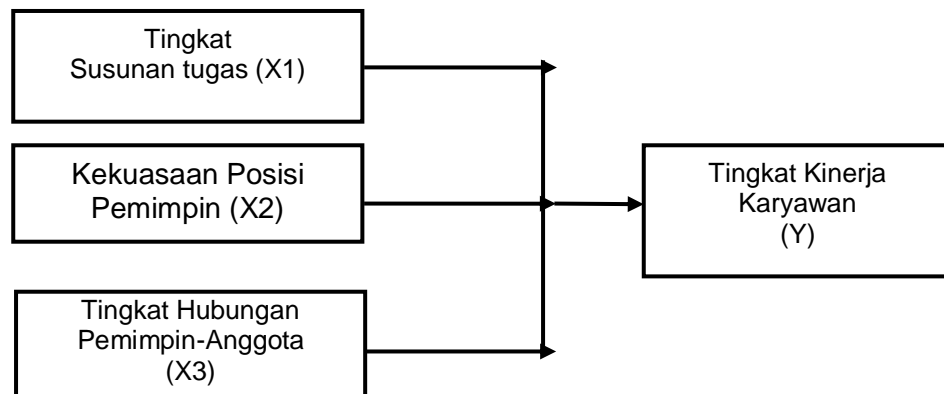 Tingkat
Susunan tugas (X1)
Kekuasaan Posisi
Pemimpin (X2)
Tingkat Hubungan
Pemimpin-Anggota
(X3)
Tingkat Kinerja
Karyawan
(Y)